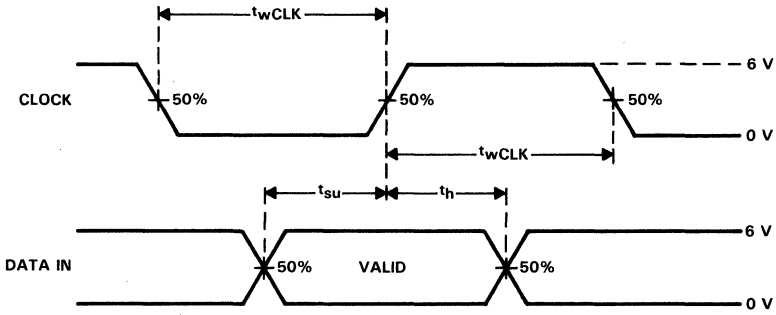 twCLK
6 V
CLOCK
50%
50%
50%
0 V
twCLK
tsu
th
6 V
DATA IN
50%
VALID
50%
0 V